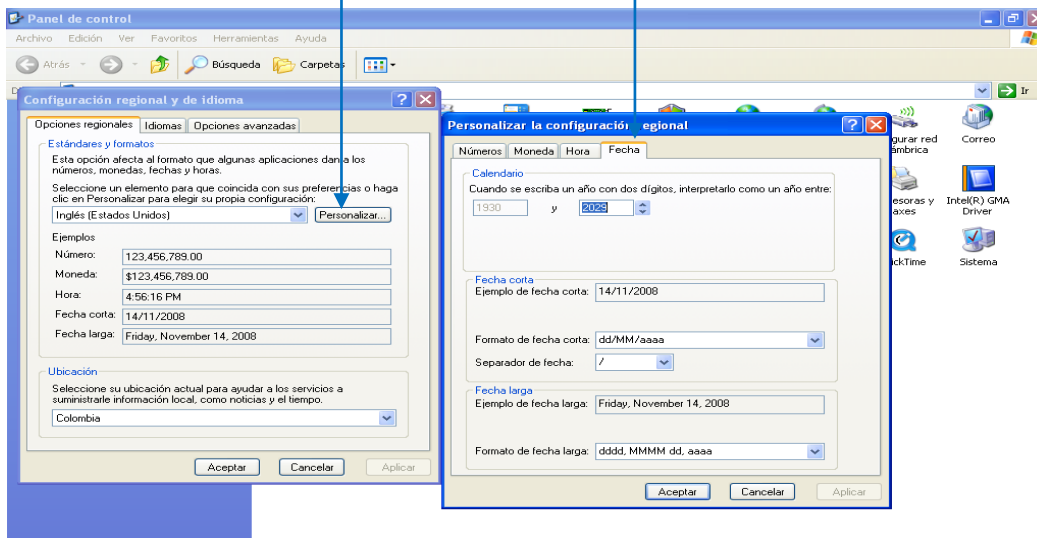 Panel de control
Archivo Edición Ver Favoritos Herramientas Ayuda
Atrás Búsqueda Carpetas
Ir
Configuración regional y de idioma
Opciones regionales Idiomas Opciones avanzadas
Estándares y formatos
Esta opción afecta al formato que algunas aplicaciones dan a los
números, monedas, fechas y horas.
Seleccione un elemento para que coincida con sus preferencias o haga
clic en Personalizar para elegir su propia configuración:
Inglés (Estados Unidos) Personalizar...
Ejemplos
Número: 123,456,789.00
Moneda: $123,456,789.00
Hora: 4:56:16 PM
Fecha corta: 14/11/2008
Fecha larga: Friday, November 14, 2008
Ubicación
Seleccione su ubicación actual para ayudar a los servicios a
suministrarle información local, como noticias y el tiempo.
Colombia
Aceptar Cancelar Aplicar
Personalizar la configuración regional
Números Moneda Hora Fecha
Calendario
Cuando se escriba un año con dos dígitos, interpretarlo como un año entre:
1930 y 2029
Fecha corta
Ejemplo de fecha corta: 14/11/2008
Formato de fecha corta: dd/MM/aaaa
Separador de fecha: /
Fecha larga
Ejemplo de fecha larga: Friday, November 14, 2008
Formato de fecha larga: dddd, MMMM dd, aaaa
Aceptar Cancelar Aplicar
gurar red
ámbrica
Correo
esoras y
axes
Intel(R) GMA
Driver
ickTime
Sistema